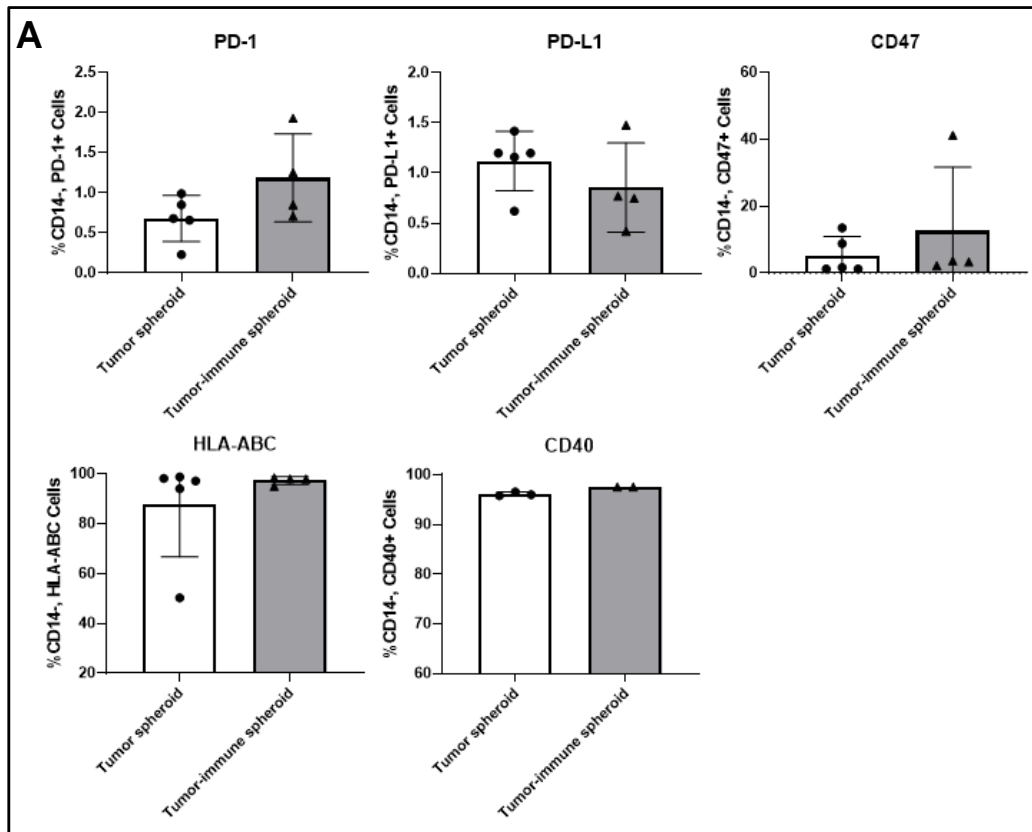 A
PD-1
%CD14-, PD-1+ Cells
2.5
2.0
1.5
1.0
0.5
0.0
Tumor spheroid
Tumor-immune spheroid
PD-L1
%CD14-, PD-L1+ Cells
2.0
1.5
1.0
0.5
0.0
Tumor spheroid
Tumor-immune spheroid
CD47
%CD14-, CD47+ Cells
60
40
20
0
Tumor spheroid
Tumor-immune spheroid
HLA-ABC
%CD14-, HLA-ABC Cells
100
80
60
40
20
Tumor spheroid
Tumor-immune spheroid
CD40
%CD14-, CD40+ Cells
100
90
80
70
60
Tumor spheroid
Tumor-immune spheroid